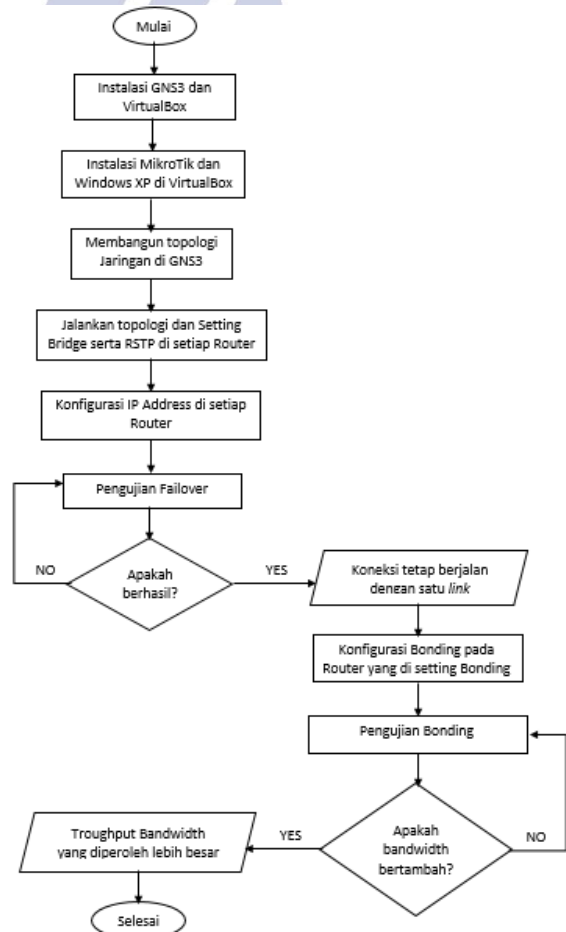 Mulai
Instalasi GNS3 dan
VirtualBox
Instalasi MikroTik dan
Windows XP di VirtualBox
Membangun topologi
Jaringan di GNS3
Jalankan topologi dan Setting
Bridge serta RSTP di setiap Router
Konfigurasi IP Address di setiap
Router
Pengujian Failover
NO
Apakah
berhasil?
YES
Koneksi tetap berjalan
dengan satu link
Konfigurasi Bonding pada
Router yang di setting Bonding
Pengujian Bonding
Apakah
bandwidth
bertambah?
NO
YES
Troughput Bandwidth
yang diperoleh lebih besar
Selesai